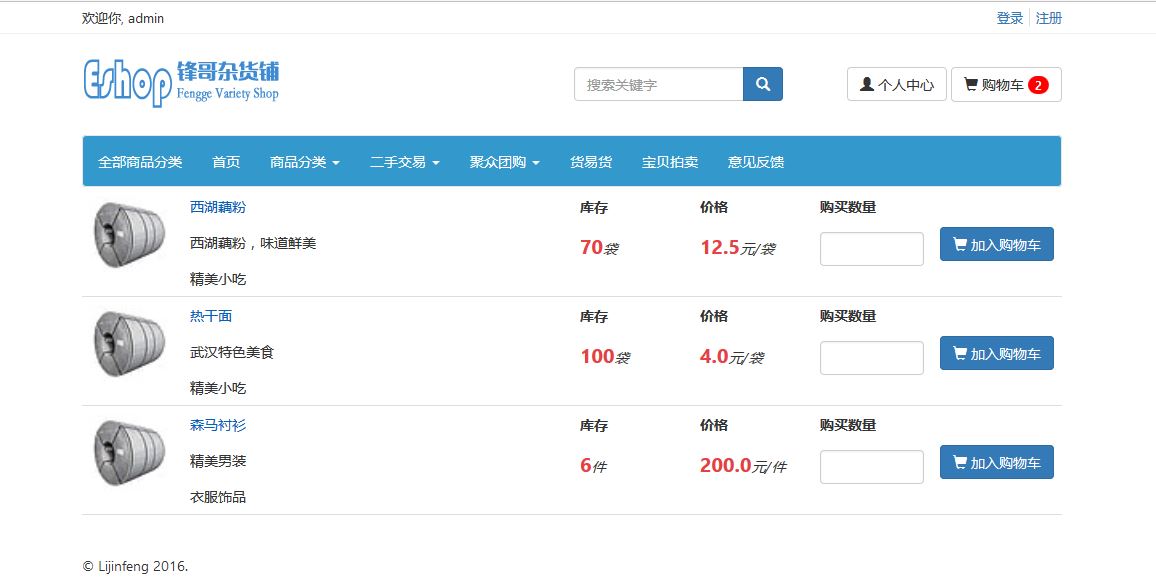 欢迎你, admin 登录 注册
Eshop 锋哥杂货铺
Fengge Variety Shop
搜索关键字
个人中心 购物车 2
全部商品分类 首页 商品分类 二手交易 聚众团购 货易货 宝贝拍卖 意见反馈
西湖藕粉 库存 价格 购买数量
西湖藕粉，味道鲜美 70袋 12.5元/袋 加入购物车
精美小吃
热干面 库存 价格 购买数量
武汉特色美食 100袋 4.0元/袋 加入购物车
精美小吃
森马衬衫 库存 价格 购买数量
精美男装 6件 200.0元/件 加入购物车
衣服饰品
© Lijinfeng 2016.